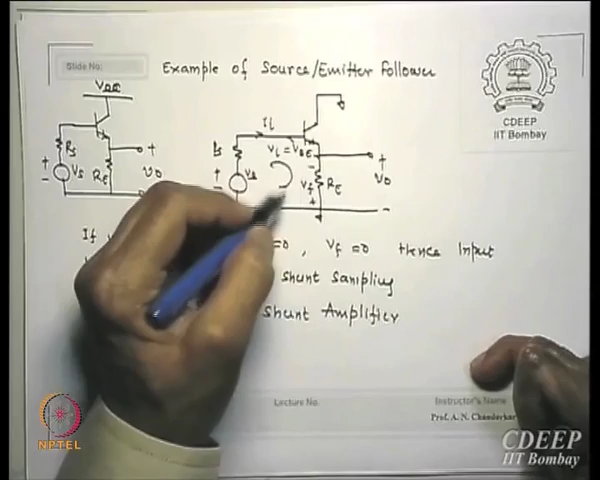 Slide No:
Example of Source/Emitter Follower
CDEEP
IIT Bombay
VDD
Rs
+
-
Vs
RE
+
Vo
Ii
Vi = VBE
Rs
+
-
Vs
-
Vf
+
RE
+
Vo
-
If
=0, Vf =0 Hence Input
shunt Sampling
shunt Amplifier
Lecture No.
Instructor's Name
Prof. A. N. Chandorkar
NPTEL
CDEEP
IIT Bombay